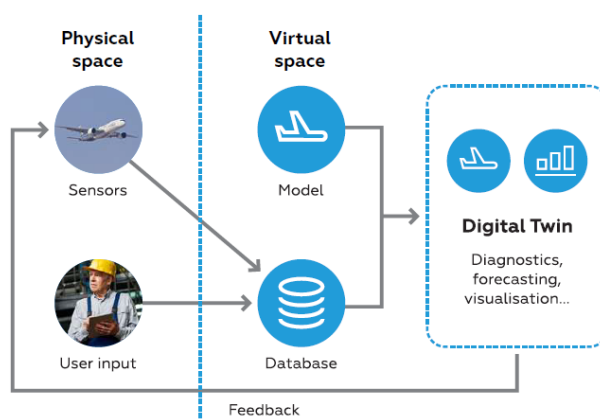 Physical
space
Virtual
space
Sensors
Model
Digital Twin
Diagnostics,
forecasting,
visualisation...
User input
Database
Feedback